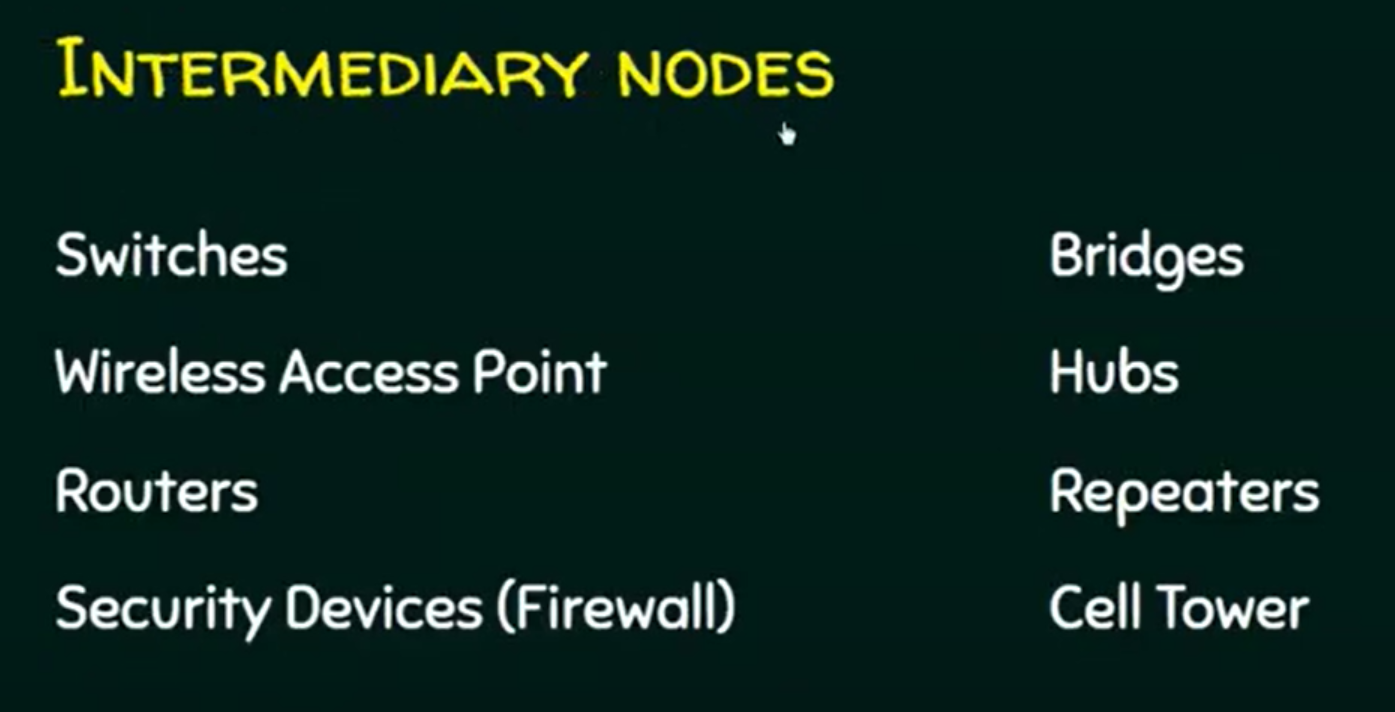 INTERMEDIARY NODES
Switches
Wireless Access Point
Routers
Security Devices (Firewall)
Bridges
Hubs
Repeaters
Cell Tower